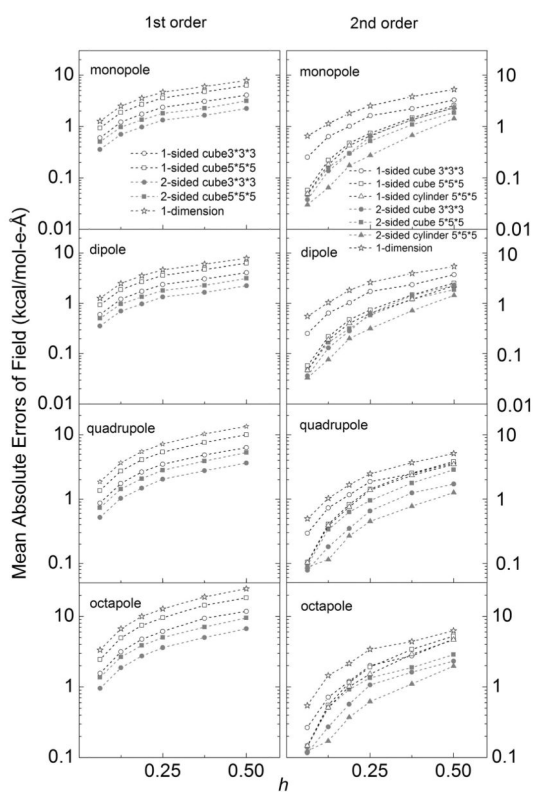 1st order
2nd order
monopole
10
1
0.1
0.01
1-sided cube3*3*3
1-sided cube5*5*5
2-sided cube3*3*3
2-sided cube5*5*5
1-dimension
monopole
10
1
0.1
0.01
1-sided cube 3*3*3
1-sided cube 5*5*5
1-sided cylinder 5*5*5
2-sided cube 3*3*3
2-sided cube 5*5*5
2-sided cylinder 5*5*5
1-dimension
dipole
10
1
0.1
0.01
dipole
10
1
0.1
0.01
quadrupole
10
1
0.1
quadrupole
10
1
0.1
octapole
10
1
0.1
octapole
10
1
0.1
0.25
0.50
0.25
0.50
h
Mean Absolute Errors of Field (kcal/mol-e-Å)